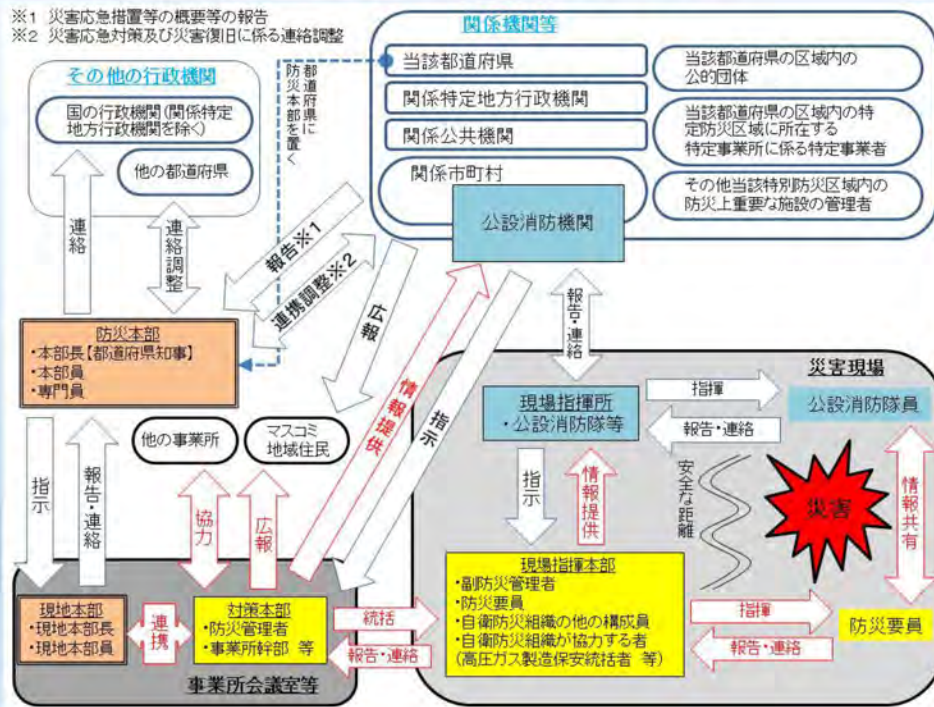 ※1 災害応急措置等の概要等の報告
※2 災害応急対策及び災害復旧に係る連絡調整
関係機関等
当該都道府県
関係特定地方行政機関
関係公共機関
関係市町村
公設消防機関
当該都道府県の区域内の
公的団体
当該都道府県の区域内の特
定防災区域に所在する
特定事業所に係る特定事業者
その他当該特別防災区域内の
防災上重要な施設の管理者
その他の行政機関
国の行政機関(関係特定
地方行政機関を除く)
他の都道府県
都道府県に
防災本部を置く
連絡
連絡調整
報告※1
連携調整※2
広報
防災本部
・本部長【都道府県知事】
・本部員
・専門員
他の事業所
マスコミ
地域住民
情報提供
指示
報告・連絡
指示
報告・連絡
協力
広報
災害現場
現場指揮所
・公設消防隊等
指揮
報告・連絡
公設消防隊員
指示
情報提供
安全な距離
災害
情報共有
現場指揮本部
・副防災管理者
・防災要員
・自衛防災組織の他の構成員
・自衛防災組織が協力する者
(高圧ガス製造保安統括者 等)
指揮
報告・連絡
防災要員
現地本部
・現地本部長
・現地本部員
連携
対策本部
・防災管理者
・事業所幹部 等
統括
報告・連絡
事業所会議室等